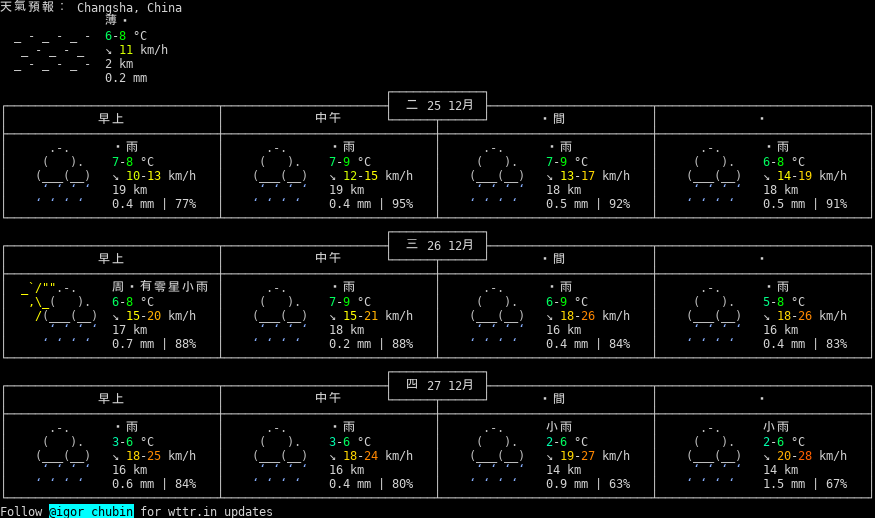 天氣預報： Changsha, China
薄・
6-8 °C
↘ 11 km/h
2 km
0.2 mm
二 25 12月
早上 中午 ・間 ・
・雨 ・雨 ・雨 ・雨
7-8 °C 7-9 °C 7-9 °C 6-8 °C
↘ 10-13 km/h ↘ 12-15 km/h ↘ 13-17 km/h ↘ 14-19 km/h
19 km 19 km 18 km 18 km
0.4 mm | 77% 0.4 mm | 95% 0.5 mm | 92% 0.5 mm | 91%
三 26 12月
早上 中午 ・間 ・
周・有零星小雨 ・雨 ・雨 ・雨
6-8 °C 7-9 °C 6-9 °C 5-8 °C
↘ 15-20 km/h ↘ 15-21 km/h ↘ 18-26 km/h ↘ 18-26 km/h
17 km 18 km 16 km 16 km
0.7 mm | 88% 0.2 mm | 88% 0.4 mm | 84% 0.4 mm | 83%
四 27 12月
早上 中午 ・間 ・
・雨 ・雨 小雨 小雨
3-6 °C 3-6 °C 2-6 °C 2-6 °C
↘ 18-25 km/h ↘ 18-24 km/h ↘ 19-27 km/h ↘ 20-28 km/h
16 km 16 km 14 km 14 km
0.6 mm | 84% 0.4 mm | 80% 0.9 mm | 63% 1.5 mm | 67%
Follow @igor_chubin for wttr.in updates